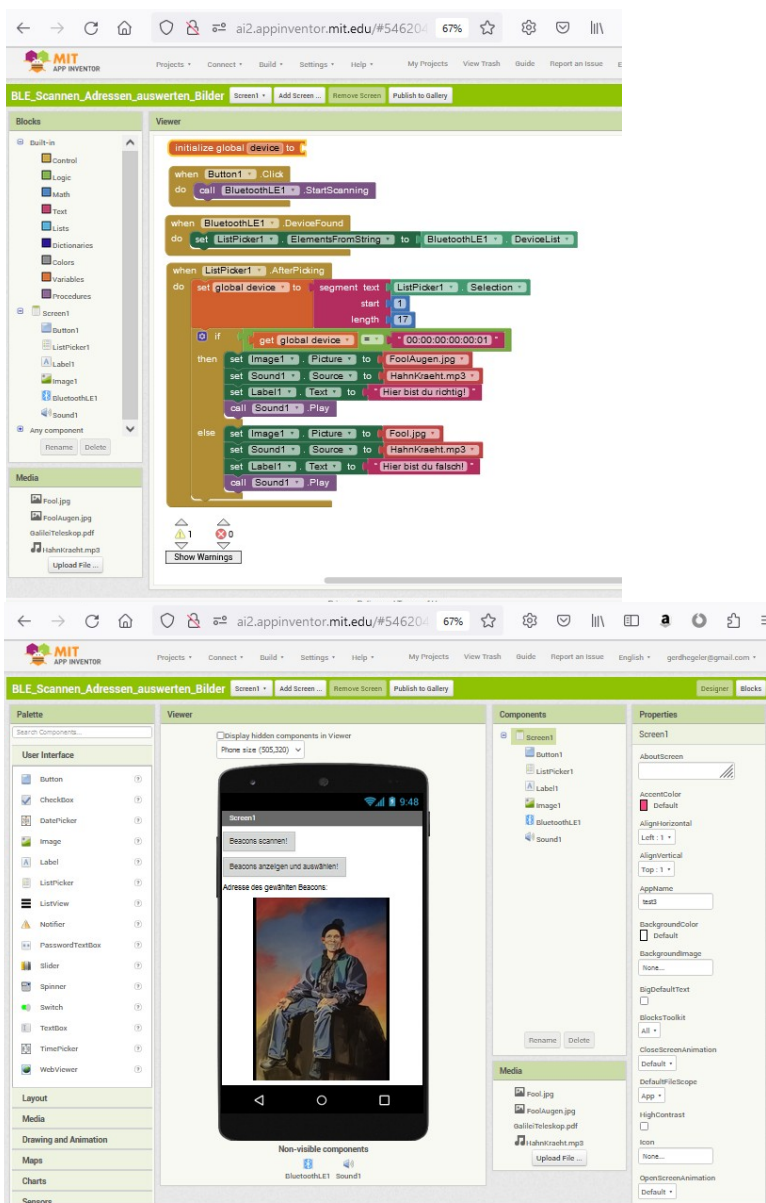 ai2.appinventor.mit.edu/#546204 67%
MIT
APP INVENTOR
Projects Connect Build Settings Help My Projects View Trash Guide Report an Issue E
BLE_Scannen_Adressen_auswerten_Bilder Screen1 Add Screen ... Remove Screen Publish to Gallery
Blocks
Built-in
Control
Logic
Math
Text
Lists
Dictionaries
Colors
Variables
Procedures
Screen1
Button1
ListPicker1
Label1
Image1
BluetoothLE1
Sound1
Any component
Rename Delete
Media
Fool.jpg
FoolAugen.jpg
GalileiTeleskop.pdf
HahnKraeht.mp3
Upload File ...
Viewer
initialize global device to
when Button1 .Click
do call BluetoothLE1 .StartScanning
when BluetoothLE1 .DeviceFound
do set ListPicker1 . ElementsFromString to BluetoothLE1 . DeviceList
when ListPicker1 .AfterPicking
do set global device to segment text ListPicker1 . Selection
start 1
length 17
if get global device = " 00:00:00:00:00:01 "
then set Image1 . Picture to FoolAugen.jpg
set Sound1 . Source to HahnKraeht.mp3
set Label1 . Text to " Hier bist du richtig! "
call Sound1 .Play
else set Image1 . Picture to Fool.jpg
set Sound1 . Source to HahnKraeht.mp3
set Label1 . Text to " Hier bist du falsch! "
call Sound1 .Play
1 0
Show Warnings
ai2.appinventor.mit.edu/#546204 67%
MIT
APP INVENTOR
Projects Connect Build Settings Help My Projects View Trash Guide Report an Issue English gerdhegeler@gmail.com
BLE_Scannen_Adressen_auswerten_Bilder Screen1 Add Screen ... Remove Screen Publish to Gallery Designer Blocks
Palette
Search Components...
User Interface
Button
CheckBox
DatePicker
Image
Label
ListPicker
ListView
Notifier
PasswordTextBox
Slider
Spinner
Switch
TextBox
TimePicker
WebViewer
Layout
Media
Drawing and Animation
Maps
Charts
Sensors
Viewer
Display hidden components in Viewer
Phone size (505,320)
9:48
Screen1
Beacons scannen!
Beacons anzeigen und auswählen!
Adresse des gewählten Beacons:
Non-visible components
BluetoothLE1 Sound1
Components
Screen1
Button1
ListPicker1
Label1
Image1
BluetoothLE1
Sound1
Rename Delete
Media
Fool.jpg
FoolAugen.jpg
GalileiTeleskop.pdf
HahnKraeht.mp3
Upload File ...
Properties
Screen1
AboutScreen
AccentColor
Default
AlignHorizontal
Left : 1
AlignVertical
Top : 1
AppName
test3
BackgroundColor
Default
BackgroundImage
None...
BigDefaultText
BlocksToolkit
All
CloseScreenAnimation
Default
DefaultFileScope
App
HighContrast
Icon
None...
OpenScreenAnimation
Default